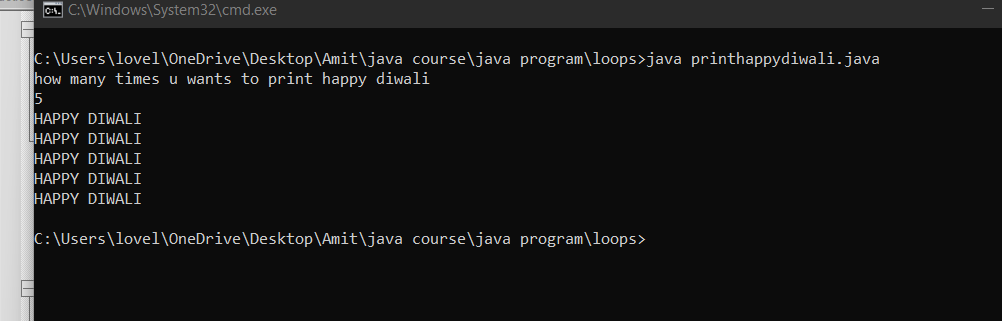 C:\Windows\System32\cmd.exe
C:\Users\lovel\OneDrive\Desktop\Amit\java course\java program\loops>java printhappydiwali.java
how many times u wants to print happy diwali
5
HAPPY DIWALI
HAPPY DIWALI
HAPPY DIWALI
HAPPY DIWALI
HAPPY DIWALI
C:\Users\lovel\OneDrive\Desktop\Amit\java course\java program\loops>